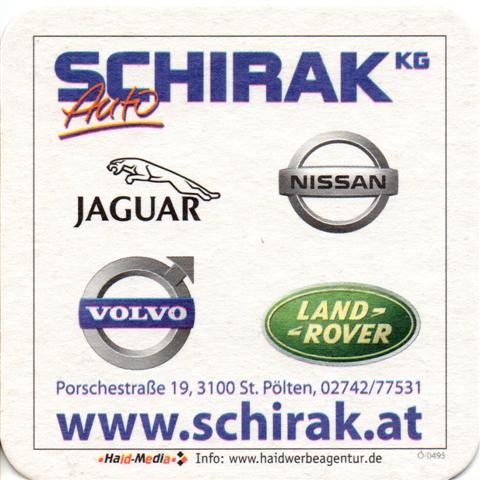 SCHIRAK KG
Auto
JAGUAR
NISSAN
VOLVO
LAND-
-ROVER
Porschestraße 19, 3100 St. Pölten, 02742/77531
www.schirak.at
Haid-Media Info: www.haidwerbeagentur.de
Ö 0495